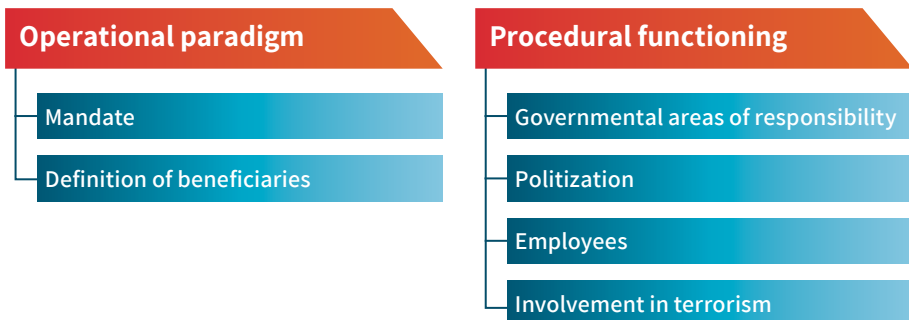 Operational paradigm
Mandate
Definition of beneficiaries
Procedural functioning
Governmental areas of responsibility
Politization
Employees
Involvement in terrorism